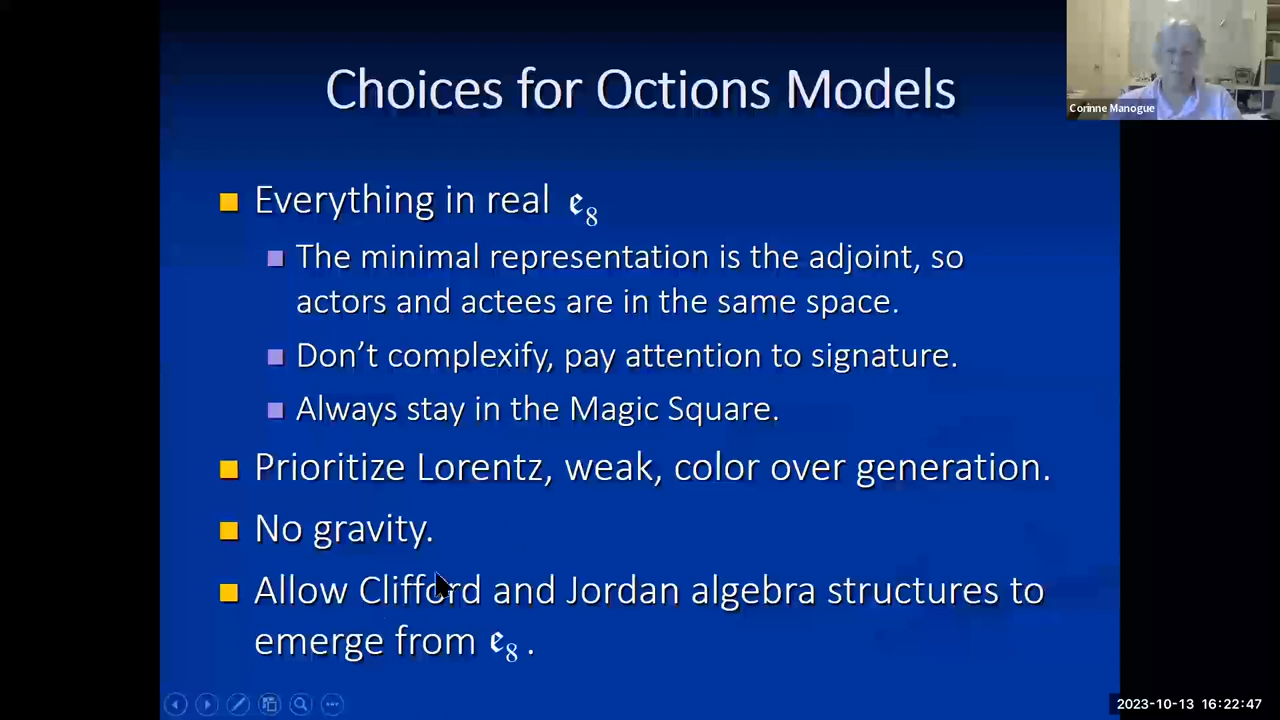 Choices for Octions Models
Corinne Manogue
Everything in real 𝔢₈
The minimal representation is the adjoint, so
actors and actees are in the same space.
Don't complexify, pay attention to signature.
Always stay in the Magic Square.
Prioritize Lorentz, weak, color over generation.
No gravity.
Allow Clifford and Jordan algebra structures to
emerge from 𝔢₈ .
2023-10-13 16:22:47